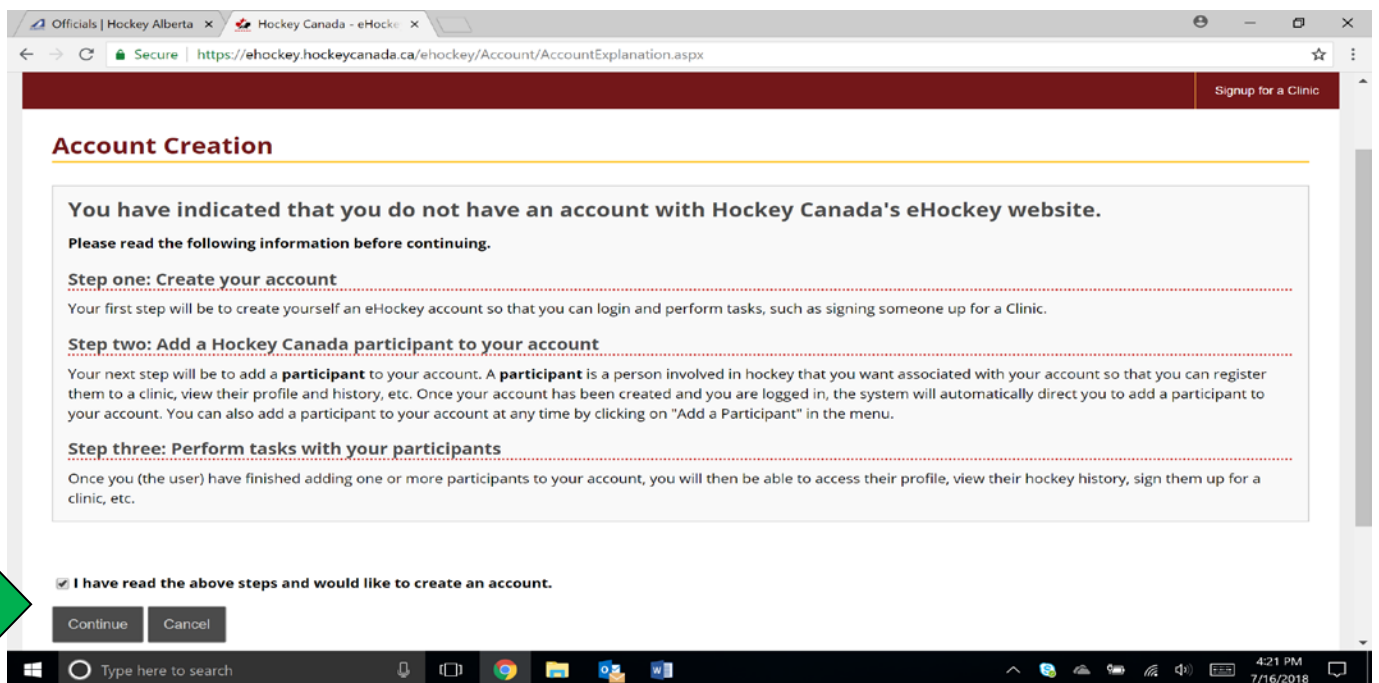 Officials | Hockey Alberta
Hockey Canada - eHocke
Secure | https://ehockey.hockeycanada.ca/ehockey/Account/AccountExplanation.aspx
Signup for a Clinic
Account Creation
You have indicated that you do not have an account with Hockey Canada's eHockey website.
Please read the following information before continuing.
Step one: Create your account
Your first step will be to create yourself an eHockey account so that you can login and perform tasks, such as signing someone up for a Clinic.
Step two: Add a Hockey Canada participant to your account
Your next step will be to add a participant to your account. A participant is a person involved in hockey that you want associated with your account so that you can register
them to a clinic, view their profile and history, etc. Once your account has been created and you are logged in, the system will automatically direct you to add a participant to
your account. You can also add a participant to your account at any time by clicking on "Add a Participant" in the menu.
Step three: Perform tasks with your participants
Once you (the user) have finished adding one or more participants to your account, you will then be able to access their profile, view their hockey history, sign them up for a
clinic, etc.
I have read the above steps and would like to create an account.
Continue Cancel
Type here to search
4:21 PM
7/16/2018